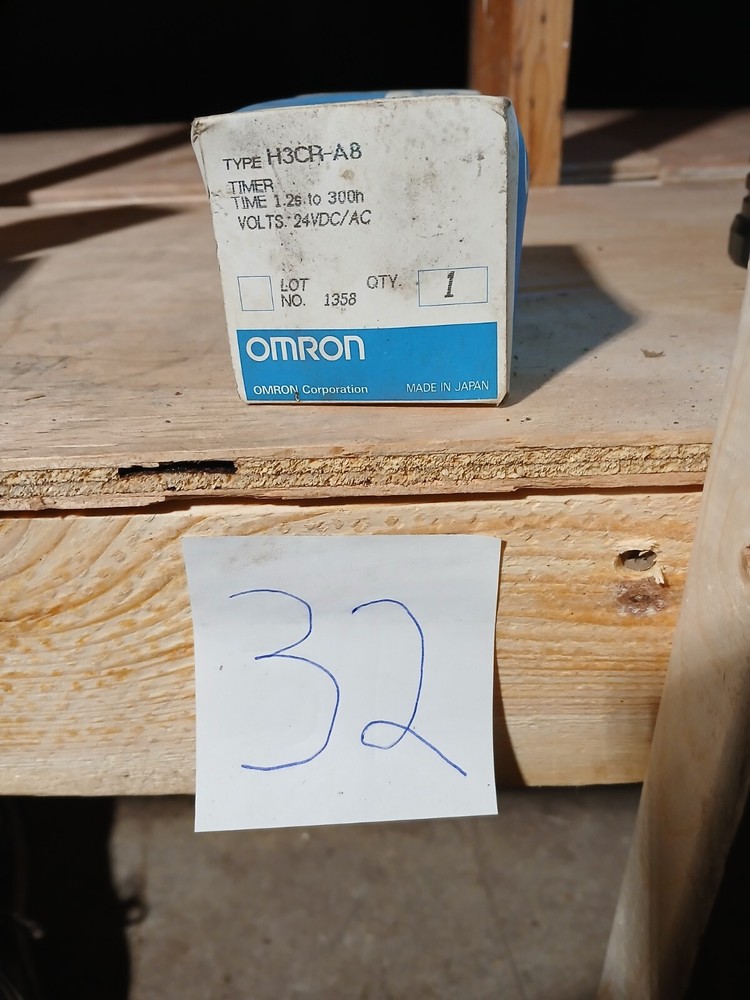 TYPE H3CR-A8
TIMER
TIME 1.2s to 300h
VOLTS. 24VDC/AC
LOT QTY.
NO. 1358 1
OMRON
OMRON Corporation MADE IN JAPAN
32